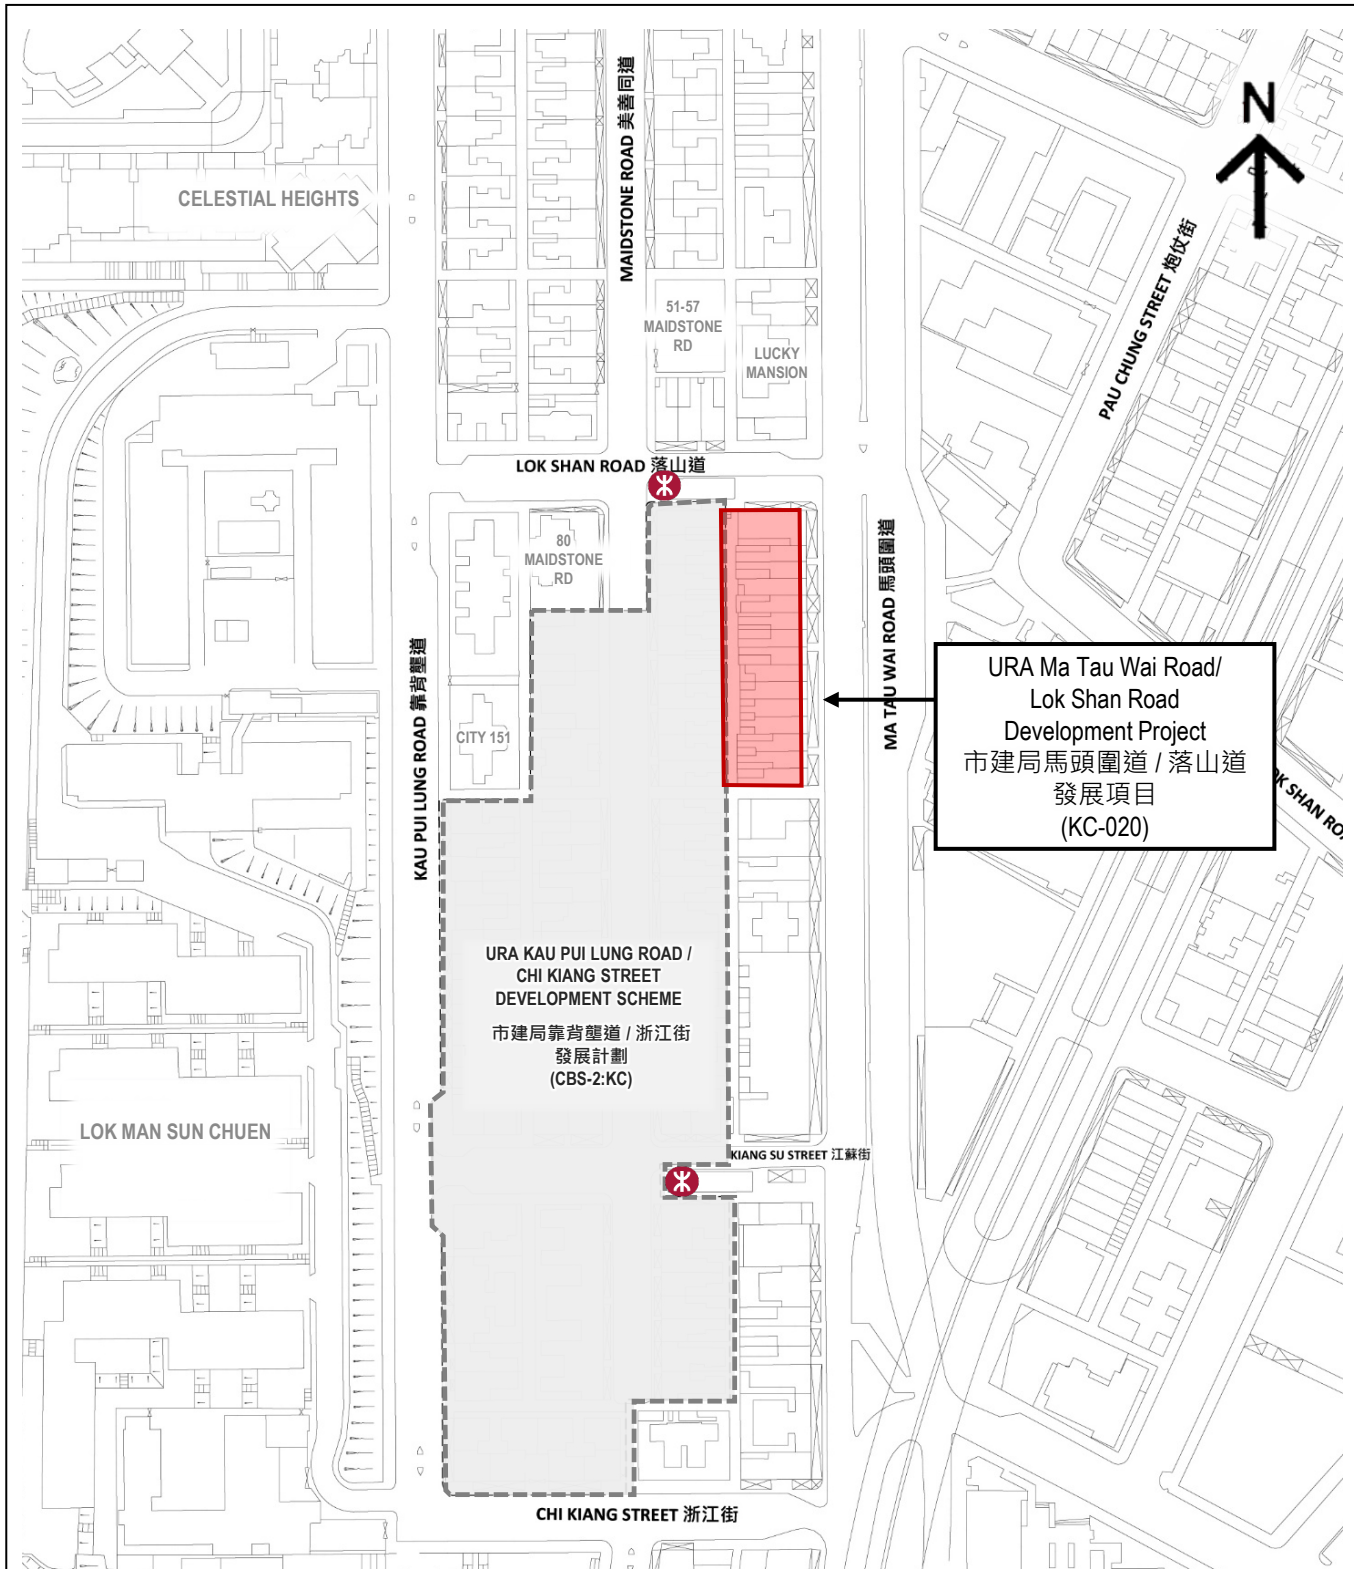 N
CELESTIAL HEIGHTS
MAIDSTONE ROAD 美善同道
PAU CHUNG STREET 炮仗街
51-57
MAIDSTONE
RD
LUCKY
MANSION
LOK SHAN ROAD 落山道
80
MAIDSTONE
RD
KAU PUI LUNG ROAD 靠背壟道
CITY 151
MA TAU WAI ROAD 馬頭圍道
URA Ma Tau Wai Road/
Lok Shan Road
Development Project
市建局馬頭圍道 / 落山道
發展項目
(KC-020)
OK SHAN RO
URA KAU PUI LUNG ROAD /
CHI KIANG STREET
DEVELOPMENT SCHEME
市建局靠背壟道 / 浙江街
發展計劃
(CBS-2:KC)
LOK MAN SUN CHUEN
KIANG SU STREET 江蘇街
CHI KIANG STREET 浙江街